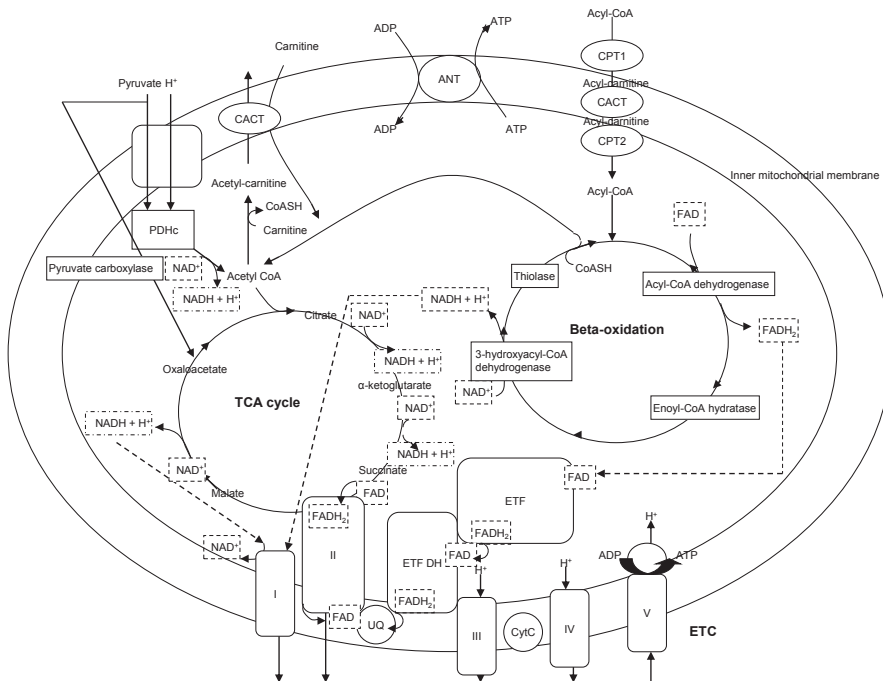 Acyl-CoA
ADP
ATP
Carnitine
CPT1
ANT
Acyl-carnitine
Pyruvate H⁺
CACT
CACT
Acyl-carnitine
ADP
ATP
CPT2
Inner mitochondrial membrane
Acetyl-carnitine
Acyl-CoA
CoASH
FAD
PDHc
Carnitine
Pyruvate carboxylase
NAD⁺
Acetyl CoA
CoASH
Thiolase
Acyl-CoA dehydrogenase
NADH + H⁺
NADH + H⁺
Citrate
NAD⁺
Beta-oxidation
FADH₂
NADH + H⁺
3-hydroxyacyl-CoA
dehydrogenase
Oxaloacetate
α-ketoglutarate
NAD⁺
TCA cycle
NAD⁺
Enoyl-CoA hydratase
NADH + H⁺
NADH + H⁺
NAD⁺
Succinate
FAD
FAD
Malate
ETF
FADH₂
H⁺
FADH₂
NAD⁺
II
ETF DH
FAD
H⁺
H⁺
ADP
ATP
I
FADH₂
FAD
UQ
III
CytC
IV
V
ETC